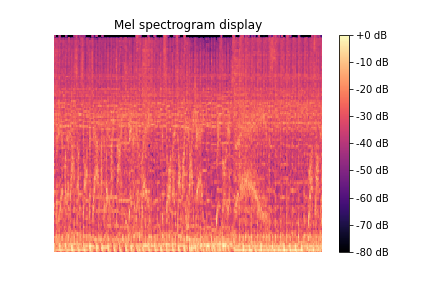 Mel spectrogram display
+0 dB
-10 dB
-20 dB
-30 dB
-40 dB
-50 dB
-60 dB
-70 dB
-80 dB